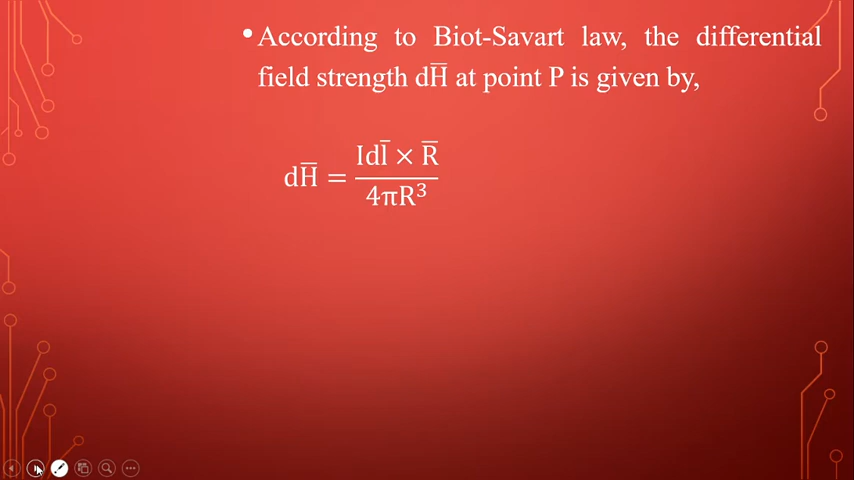 • According to Biot-Savart law, the differential
field strength dH̅ at point P is given by,
dH̅ = (Idl̅ × R̅) / (4πR³)